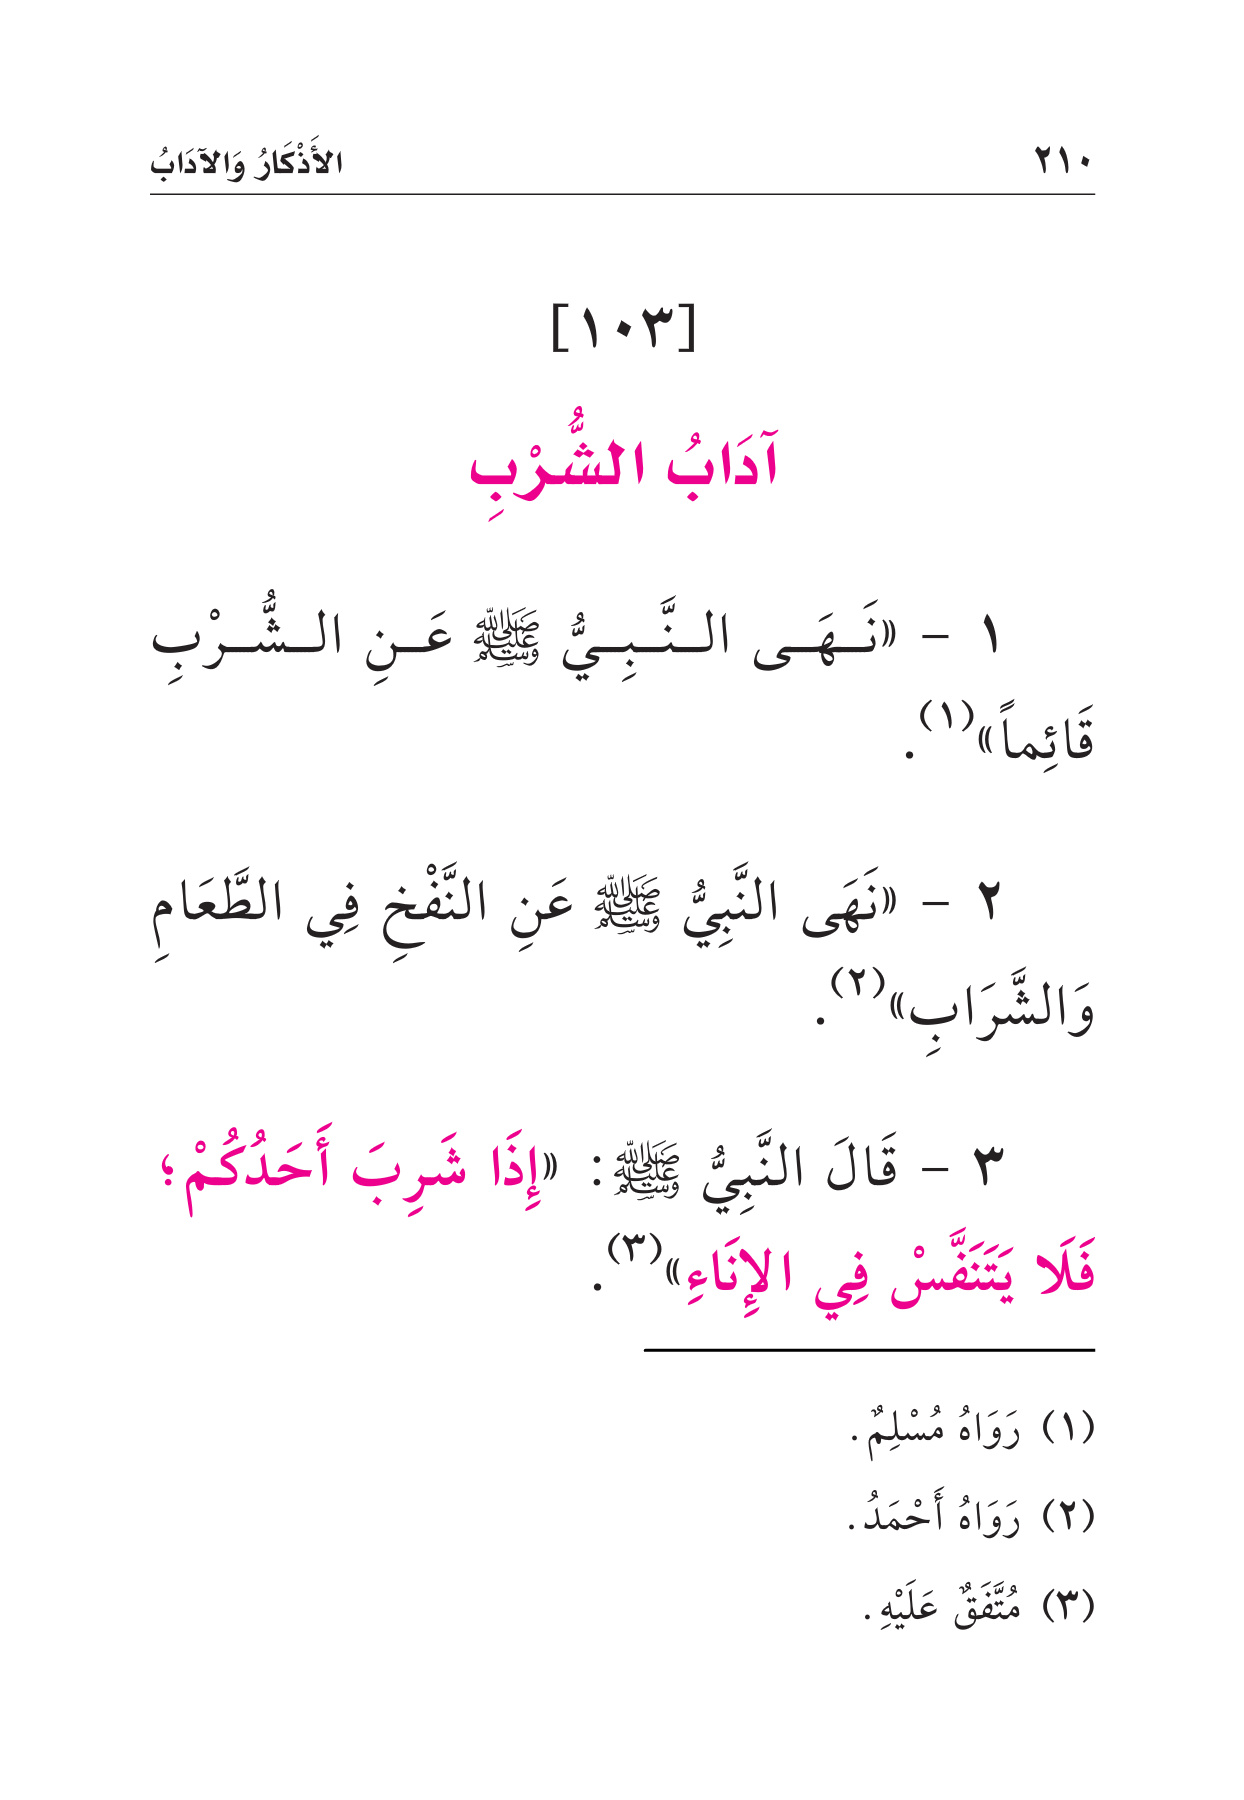 ٢١٠ الأَذْكَارُ وَالآدَابُ
[١٠٣]
آدَابُ الشُّرْبِ
١ - «نَهَى النَّبِيُّ ﷺ عَنِ الشُّرْبِ
قَائِماً»(١).
٢ - «نَهَى النَّبِيُّ ﷺ عَنِ النَّفْخِ فِي الطَّعَامِ
وَالشَّرَابِ»(٢).
٣ - قَالَ النَّبِيُّ ﷺ: «إِذَا شَرِبَ أَحَدُكُمْ؛
فَلَا يَتَنَفَّسْ فِي الإِنَاءِ»(٣).
(١) رَوَاهُ مُسْلِمٌ.
(٢) رَوَاهُ أَحْمَدُ.
(٣) مُتَّفَقٌ عَلَيْهِ.